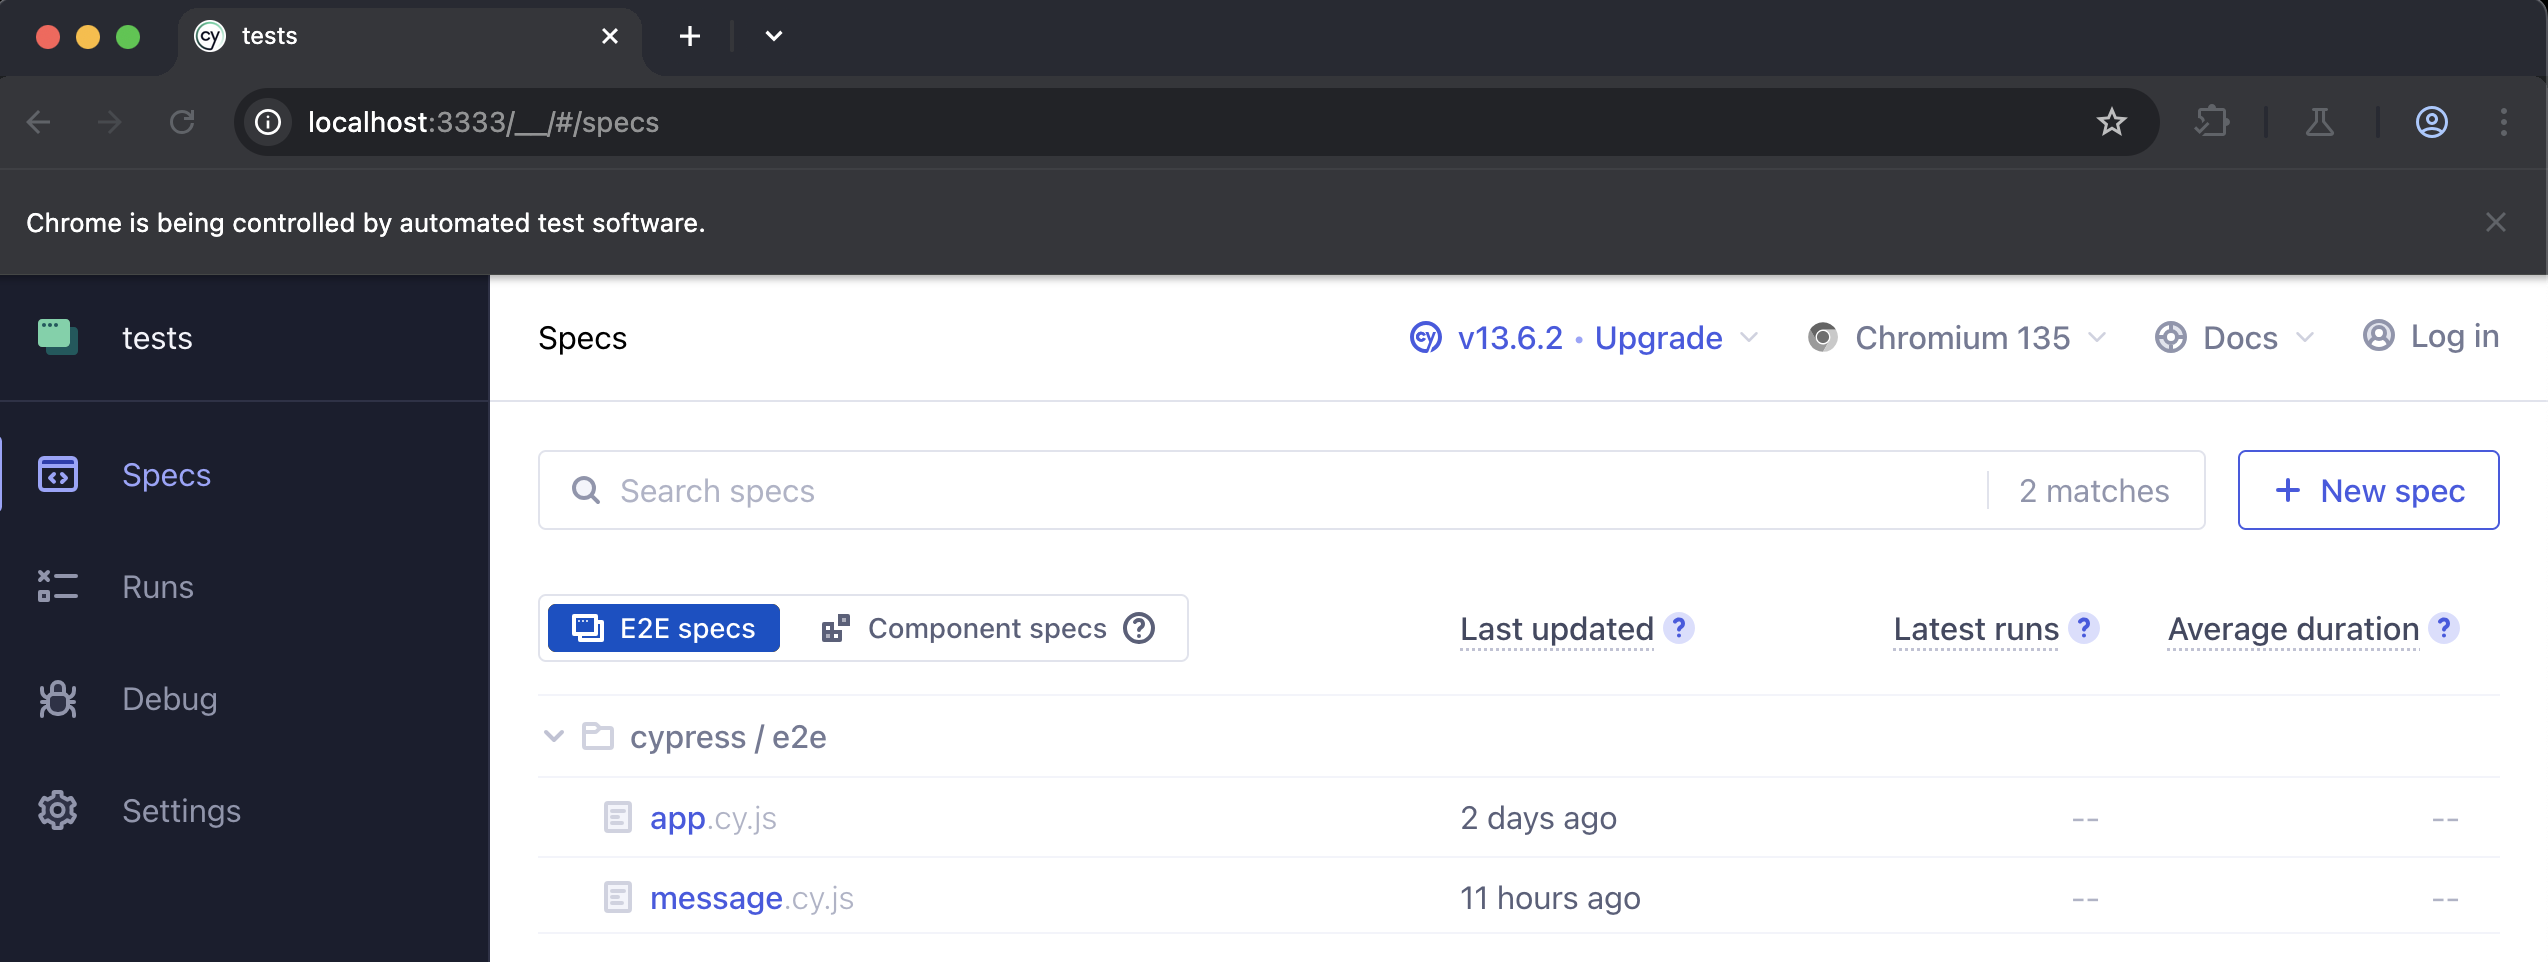 tests
localhost:3333/__/#/specs
Chrome is being controlled by automated test software.
tests
Specs
Runs
Debug
Settings
Specs
v13.6.2 • Upgrade
Chromium 135
Docs
Log in
Search specs
2 matches
+ New spec
E2E specs
Component specs ?
Last updated ?
Latest runs ?
Average duration ?
cypress / e2e
app.cy.js 2 days ago -- --
message.cy.js 11 hours ago -- --